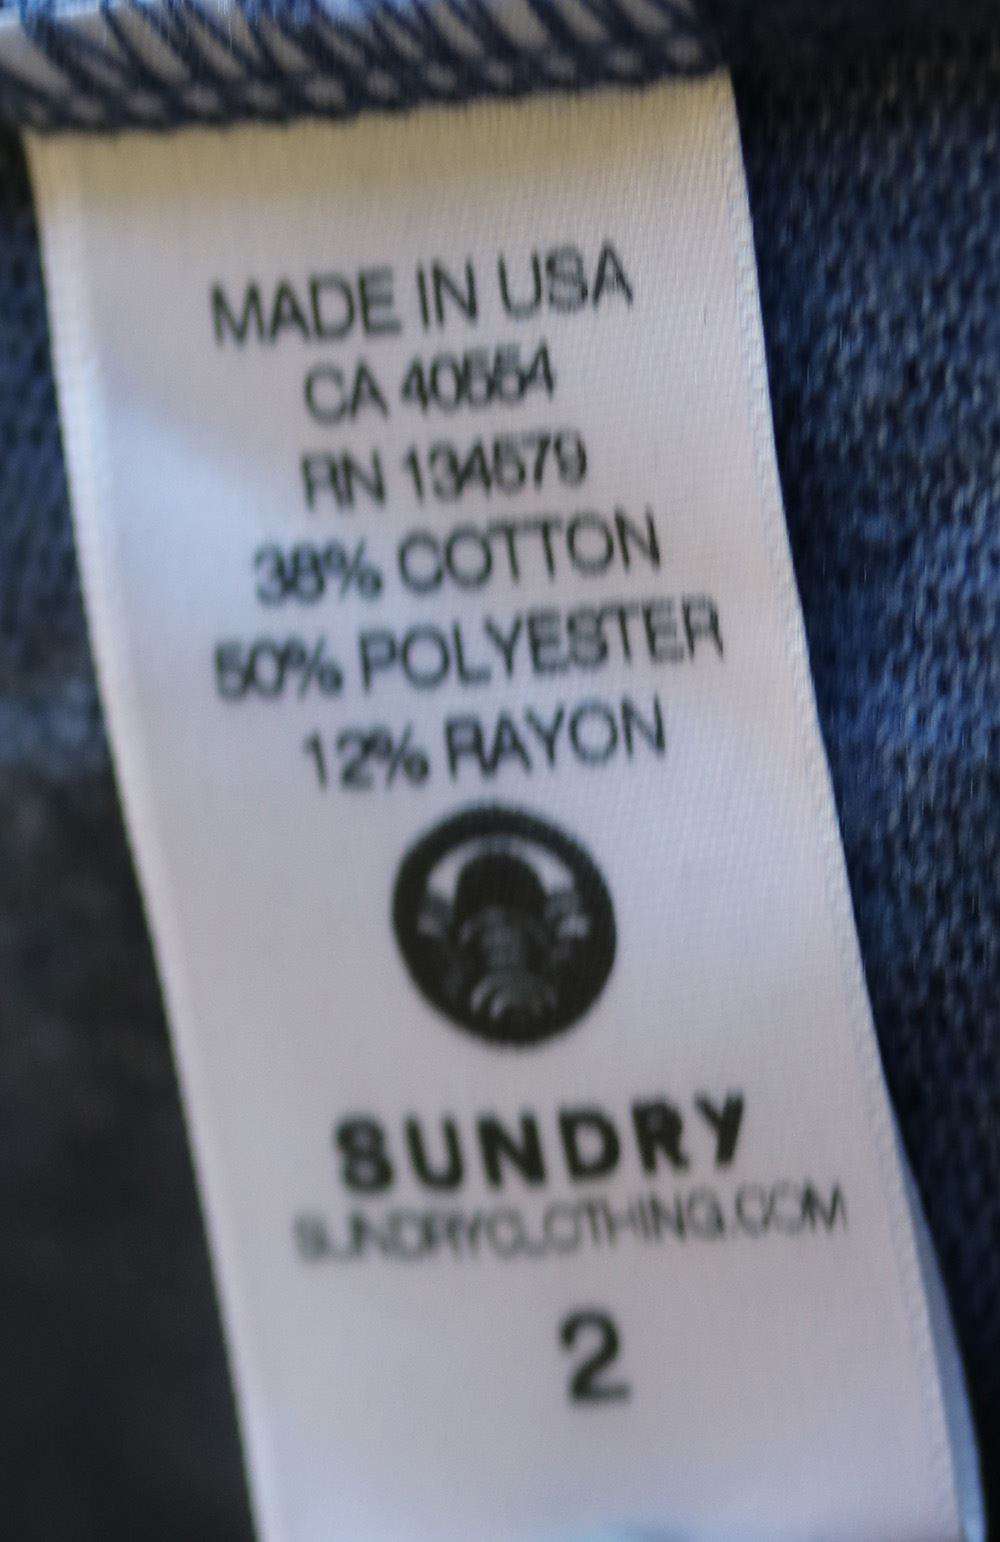 MADE IN USA
CA 40554
RN 134579
38% COTTON
50% POLYESTER
12% RAYON
SUNDRY
SUNDRYCLOTHING.COM
2